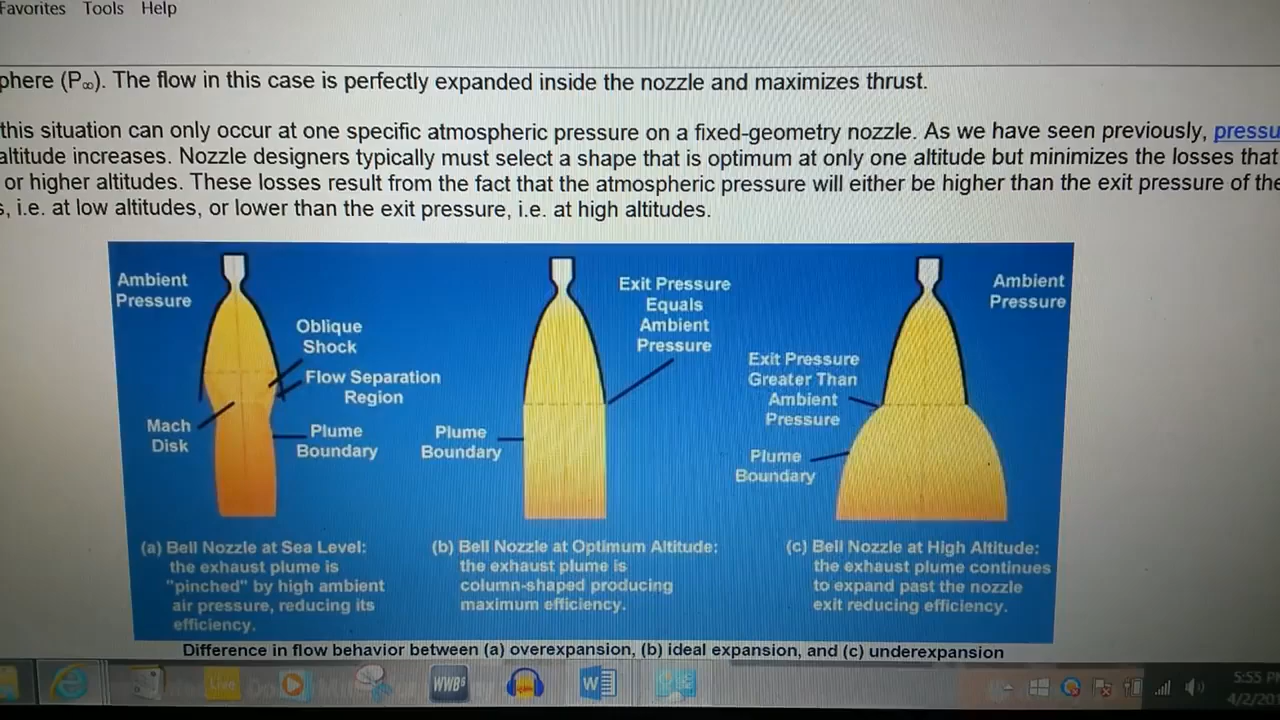 Favorites Tools Help
phere (P∞). The flow in this case is perfectly expanded inside the nozzle and maximizes thrust.
this situation can only occur at one specific atmospheric pressure on a fixed-geometry nozzle. As we have seen previously, pressu
altitude increases. Nozzle designers typically must select a shape that is optimum at only one altitude but minimizes the losses that
or higher altitudes. These losses result from the fact that the atmospheric pressure will either be higher than the exit pressure of the
s, i.e. at low altitudes, or lower than the exit pressure, i.e. at high altitudes.
Ambient
Pressure
Oblique
Shock
Flow Separation
Region
Mach
Disk
Plume
Boundary
Exit Pressure
Equals
Ambient
Pressure
Plume
Boundary
Ambient
Pressure
Exit Pressure
Greater Than
Ambient
Pressure
Plume
Boundary
(a) Bell Nozzle at Sea Level:
the exhaust plume is
"pinched" by high ambient
air pressure, reducing its
efficiency.
(b) Bell Nozzle at Optimum Altitude:
the exhaust plume is
column-shaped producing
maximum efficiency.
(c) Bell Nozzle at High Altitude:
the exhaust plume continues
to expand past the nozzle
exit reducing efficiency.
Difference in flow behavior between (a) overexpansion, (b) ideal expansion, and (c) underexpansion
Live
WWB
W
5:55 P
4/2/20